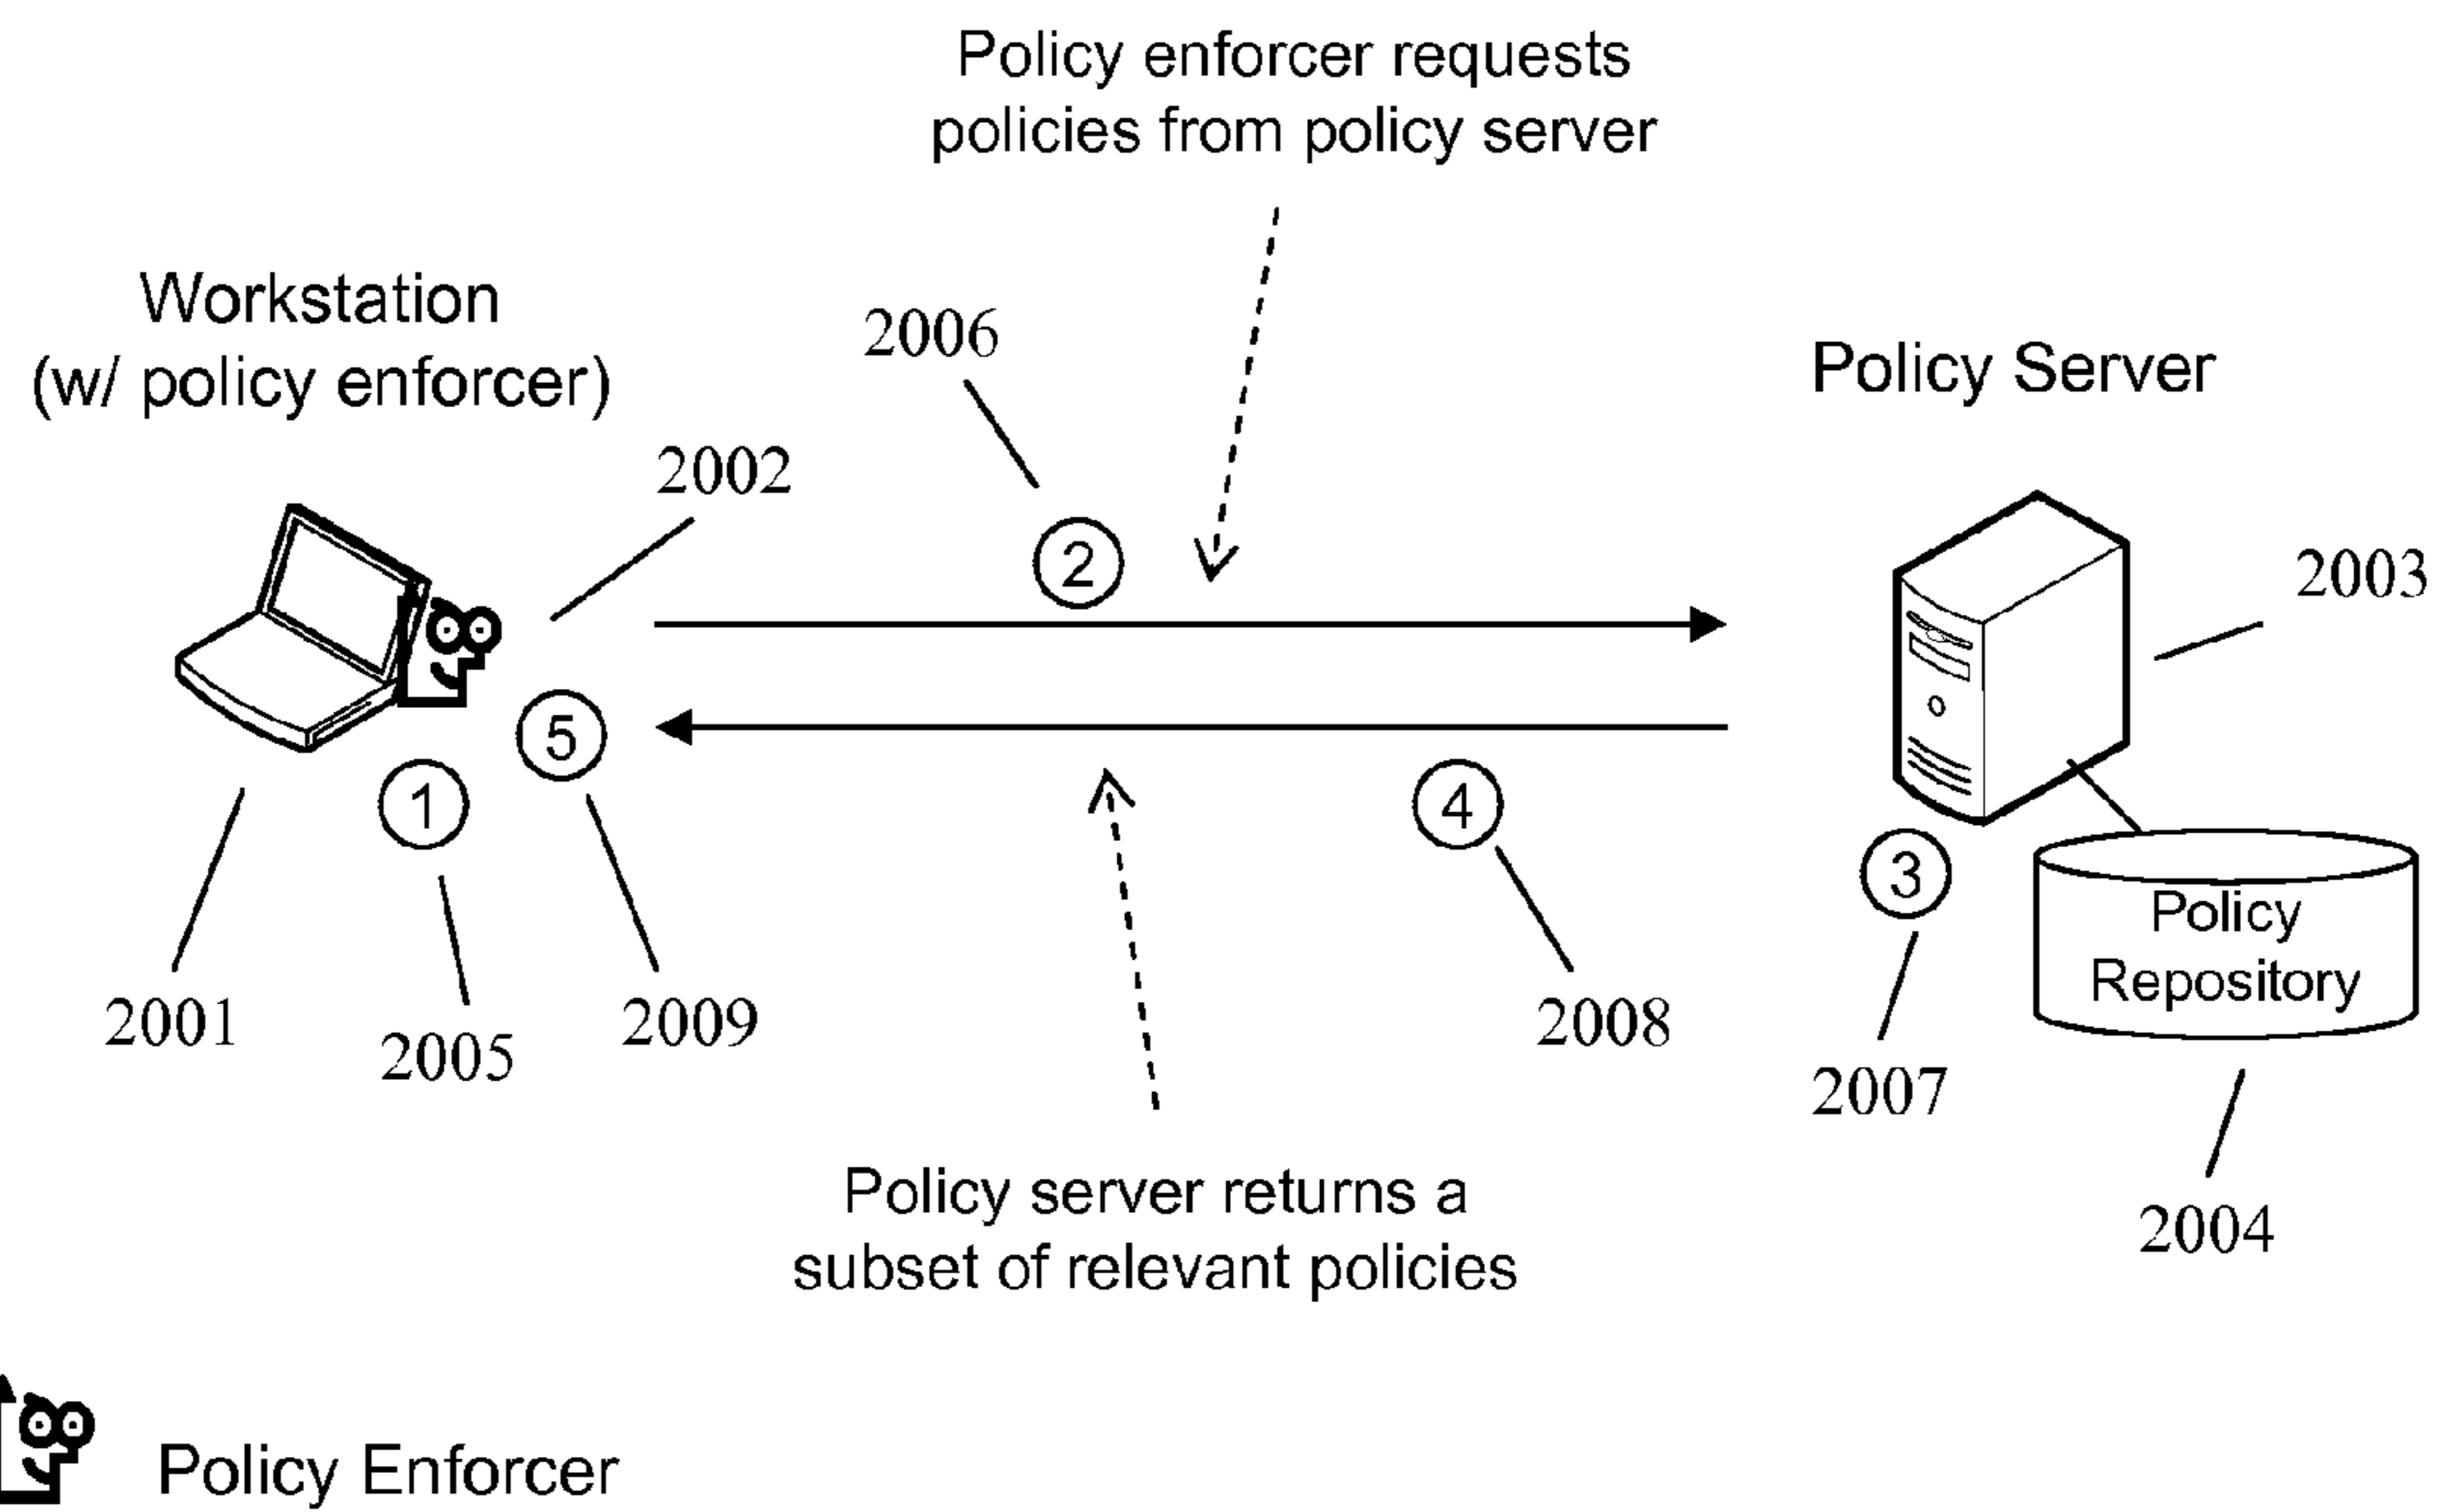 Policy enforcer requests
policies from policy server
Workstation
(w/ policy enforcer)
2006
Policy Server
2002
2
2003
5
1
4
3
Policy
Repository
2001
2005
2009
2008
2007
2004
Policy server returns a
subset of relevant policies
Policy Enforcer